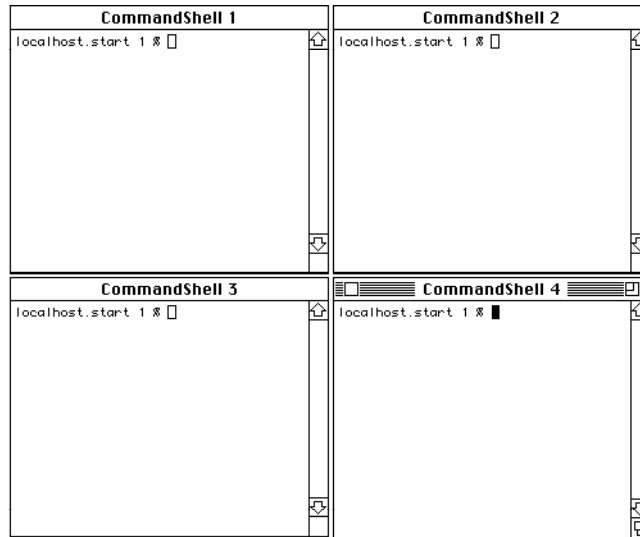 CommandShell 1
localhost.start 1 %
CommandShell 2
localhost.start 1 %
CommandShell 3
localhost.start 1 %
CommandShell 4
localhost.start 1 %